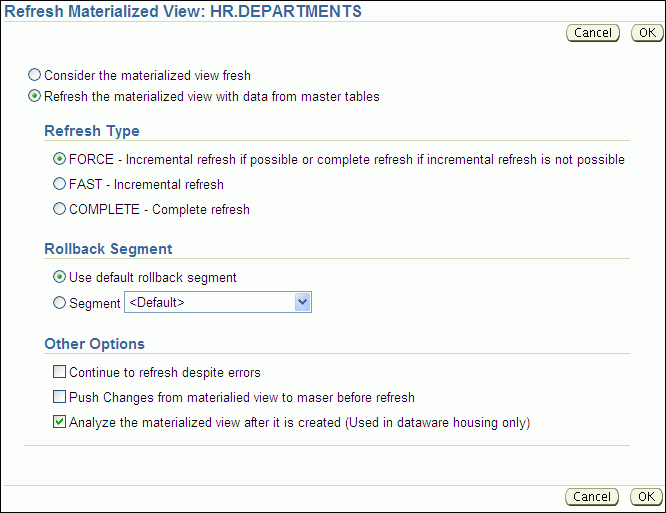 Refresh Materialized View: HR.DEPARTMENTS
Cancel OK
Consider the materialized view fresh
Refresh the materialized view with data from master tables
Refresh Type
FORCE - Incremental refresh if possible or complete refresh if incremental refresh is not possible
FAST - Incremental refresh
COMPLETE - Complete refresh
Rollback Segment
Use default rollback segment
Segment <Default>
Other Options
Continue to refresh despite errors
Push Changes from materialied view to maser before refresh
Analyze the materialized view after it is created (Used in dataware housing only)
Cancel OK